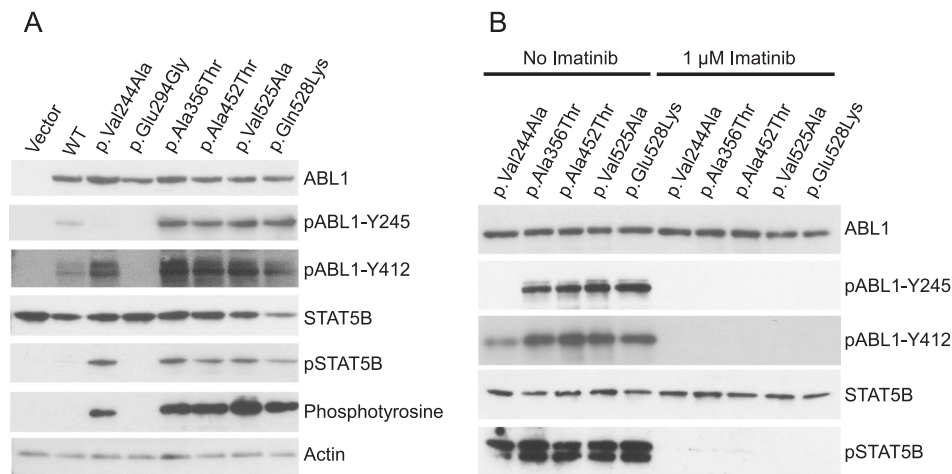 A
Vector
WT
p.Val244Ala
p.Glu294Gly
p.Ala356Thr
p.Ala452Thr
p.Val525Ala
p.Gln528Lys
ABL1
pABL1-Y245
pABL1-Y412
STAT5B
pSTAT5B
Phosphotyrosine
Actin
B
No Imatinib
1 µM Imatinib
p.Val244Ala
p.Ala356Thr
p.Ala452Thr
p.Val525Ala
p.Glu528Lys
p.Val244Ala
p.Ala356Thr
p.Ala452Thr
p.Val525Ala
p.Glu528Lys
ABL1
pABL1-Y245
pABL1-Y412
STAT5B
pSTAT5B